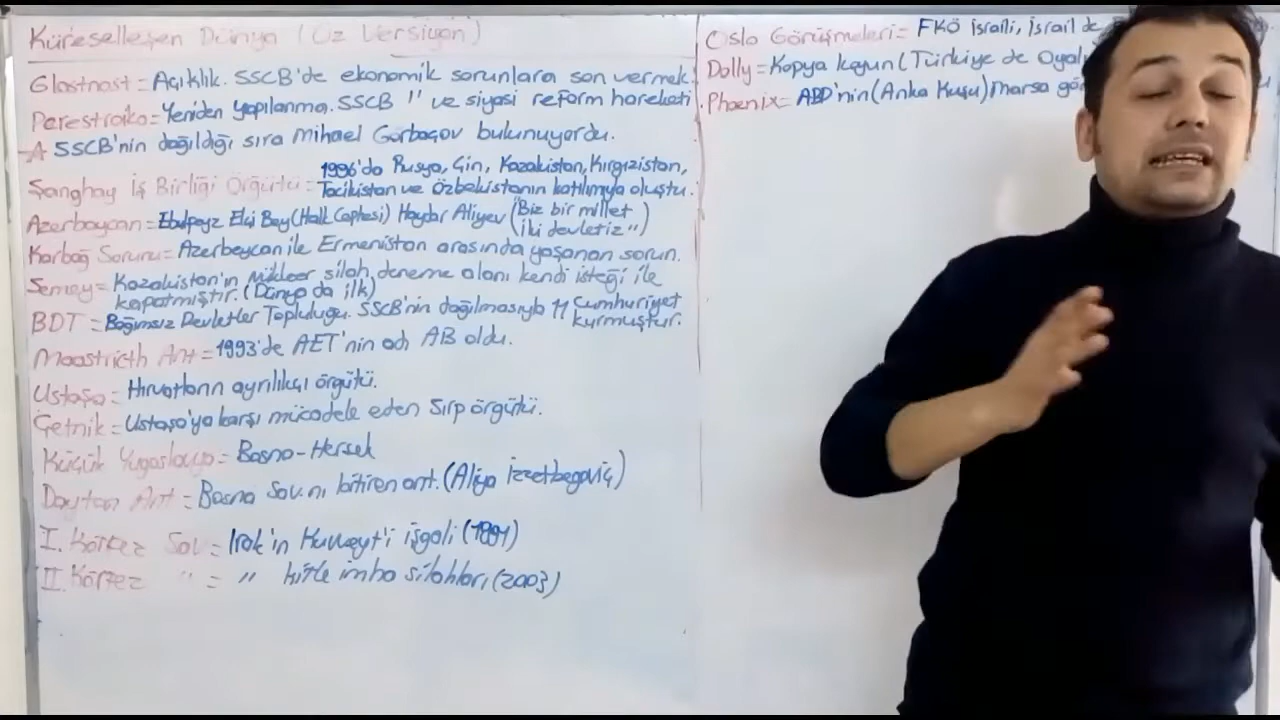 Küreselleşen Dünya (Öz Versiyon)
Glastnost = Açıklık. SSCB'de ekonomik sorunlara son vermek.
Perestroika = Yeniden Yapılanma. SSCB " ve siyasi reform hareketi
SSCB'nin dağıldığı sıra Mihael Gorbaçov bulunuyordu.
1996'da Rusya, Çin, Kazakistan, Kırgızistan,
Şanghay İş Birliği Örgütü = Tacikistan ve Özbekistanın katılımıyla oluştu.
Azerbaycan = Ebulfeyz Elçi Bey (Halk Cephesi) Haydar Aliyev ("Biz bir millet
İki devletiz")
Karbağ Sorunu = Azerbeycan ile Ermenistan arasında yaşanan sorun.
Semey = Kazakistan'ın Nükleer silah deneme alanı kendi isteği ile
kapatmıştır. (Dünya da ilk)
BDT = Bağımsız Devletler Topluluğu. SSCB'nin dağılmasıyla 11 Cumhuriyet
kurmuştur.
Maastricth Ant = 1993'de AET'nin adı AB oldu.
Ustaşa = Hırvatların ayrılıkçı örgütü.
Çetnik = Ustaşa'ya karşı mücadele eden Sırp örgütü.
Küçük Yugoslavya = Bosna-Hersek
Dayton Ant = Bosna Sav.nı bitiren ant. (Aliya İzzetbegoviç)
I. Körfez Sav = Irak'ın Kuveyt'i işgali (1991)
II. Körfez " = " kitle imha silahları (2003)
Oslo Görüşmeleri = FKÖ İsraili, İsrail de
Dolly = Kopya koyun (Türkiye de Oyalı
Phoenix = ABD'nin (Anka Kuşu) marsa